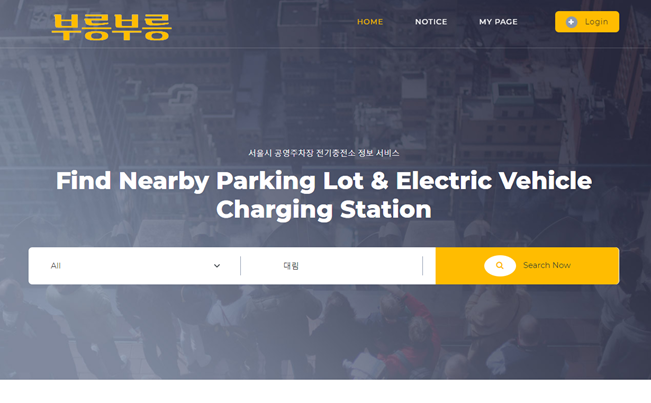 부릉부릉
HOME NOTICE MY PAGE Login
서울시 공영주차장 전기충전소 정보 서비스
Find Nearby Parking Lot & Electric Vehicle
Charging Station
All 대림 Search Now